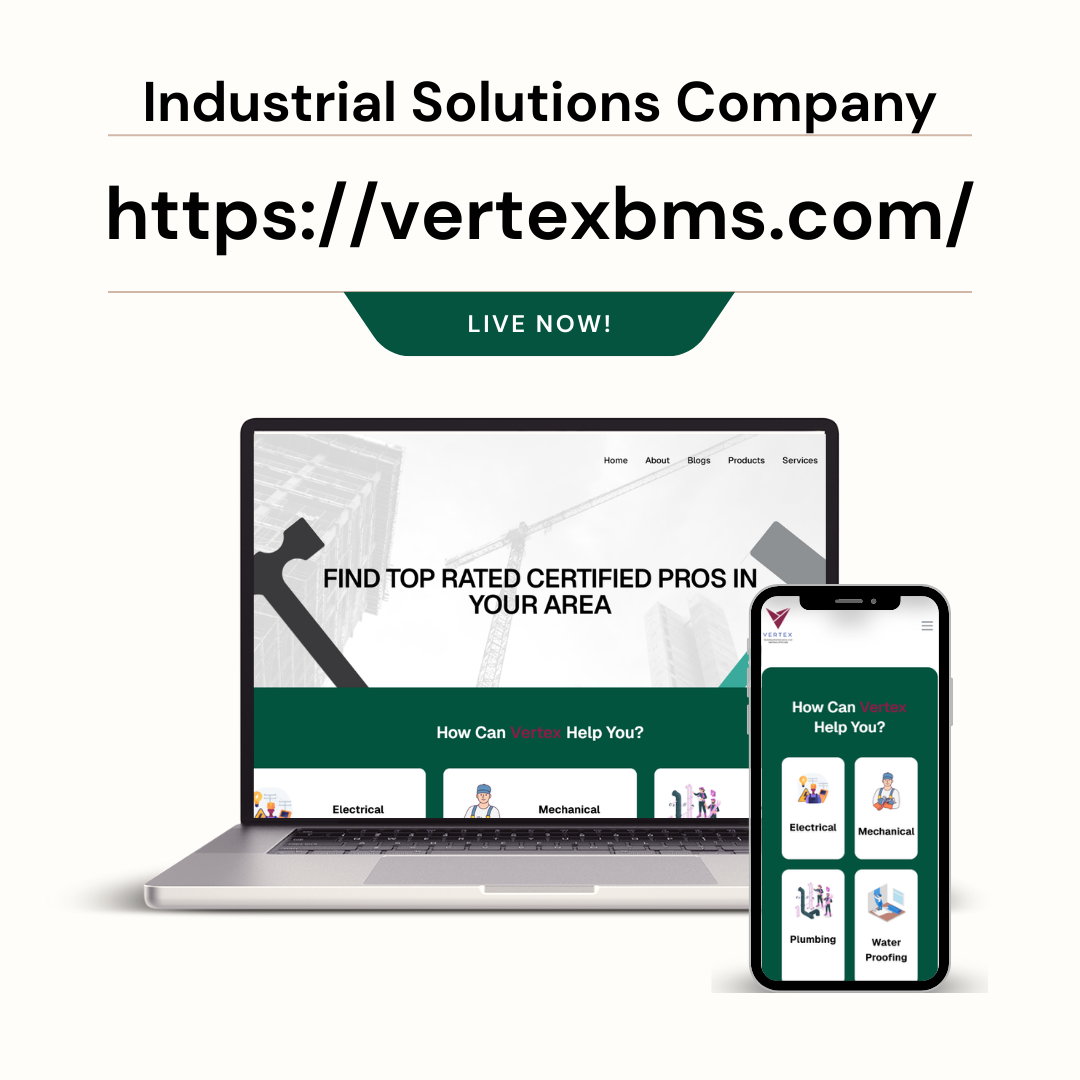 Industrial Solutions Company
https://vertexbms.com/
LIVE NOW!
Home About Blogs Products Services
FIND TOP RATED CERTIFIED PROS IN
YOUR AREA
How Can Vertex Help You?
Electrical
Mechanical
VERTEX
How Can Vertex
Help You?
Electrical
Mechanical
Plumbing
Water
Proofing